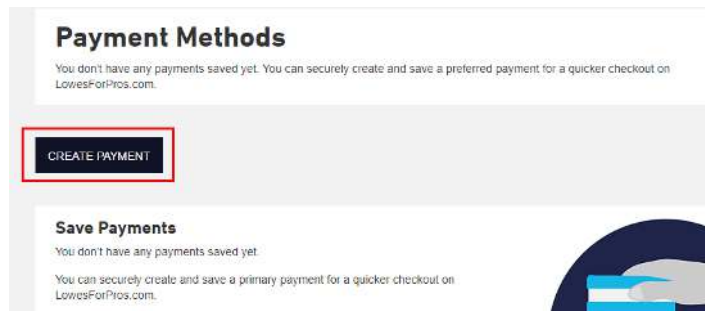 Payment Methods
You don't have any payments saved yet. You can securely create and save a preferred payment for a quicker checkout on
LowesForPros.com.
CREATE PAYMENT
Save Payments
You don't have any payments saved yet.
You can securely create and save a primary payment for a quicker checkout on
LowesForPros.com.